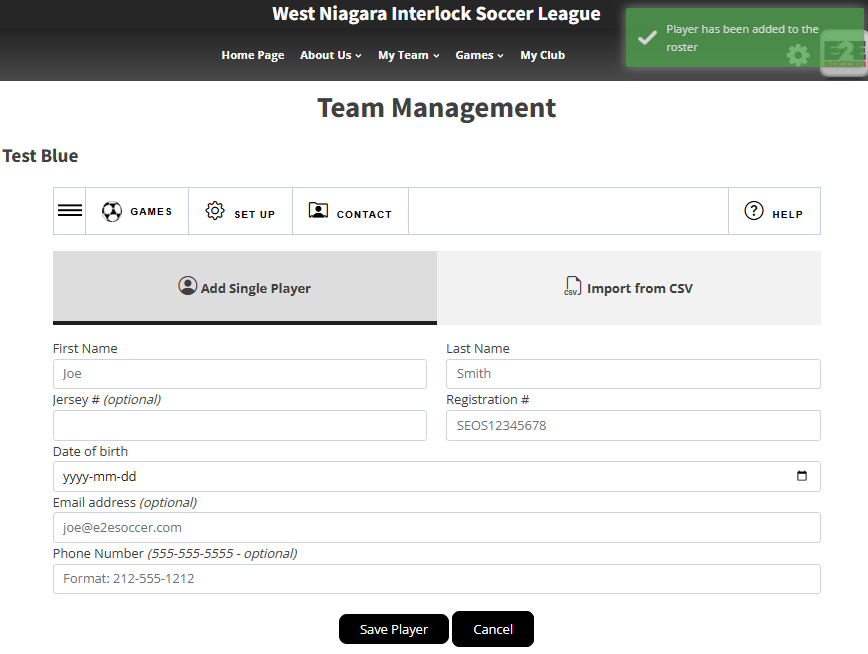 West Niagara Interlock Soccer League
Player has been added to the
roster
E2E
Home Page About Us My Team Games My Club
Team Management
Test Blue
GAMES SET UP CONTACT HELP
Add Single Player
CSV Import from CSV
First Name Last Name
Joe Smith
Jersey # (optional) Registration #
SEOS12345678
Date of birth
yyyy-mm-dd
Email address (optional)
joe@e2esoccer.com
Phone Number (555-555-5555 - optional)
Format: 212-555-1212
Save Player Cancel